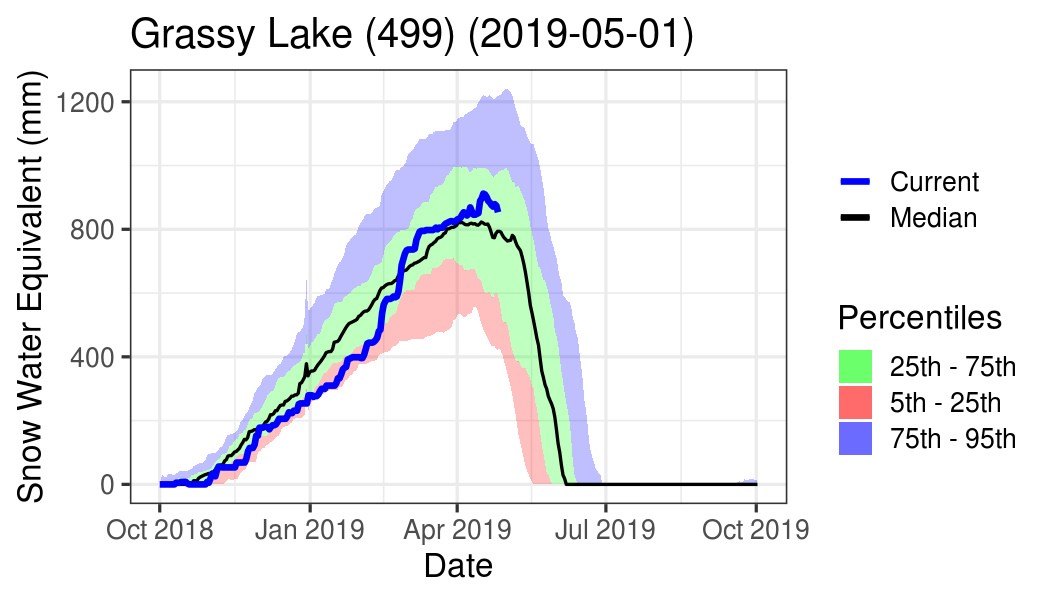 Grassy Lake (499) (2019-05-01)
Snow Water Equivalent (mm)
1200
800
400
0
Oct 2018 Jan 2019 Apr 2019 Jul 2019 Oct 2019
Date
Current
Median
Percentiles
25th - 75th
5th - 25th
75th - 95th